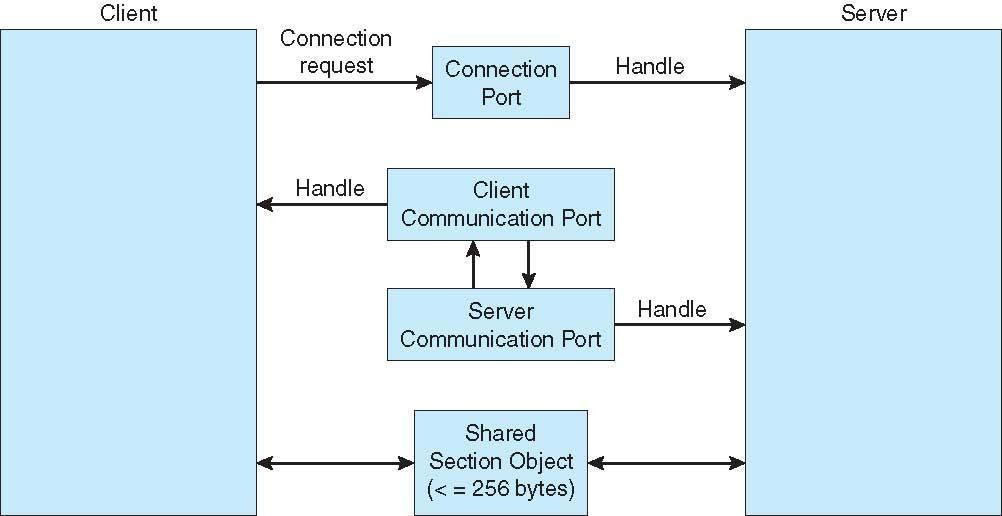 Client
Server
Connection
request
Connection
Port
Handle
Handle
Client
Communication Port
Server
Communication Port
Handle
Shared
Section Object
(< = 256 bytes)